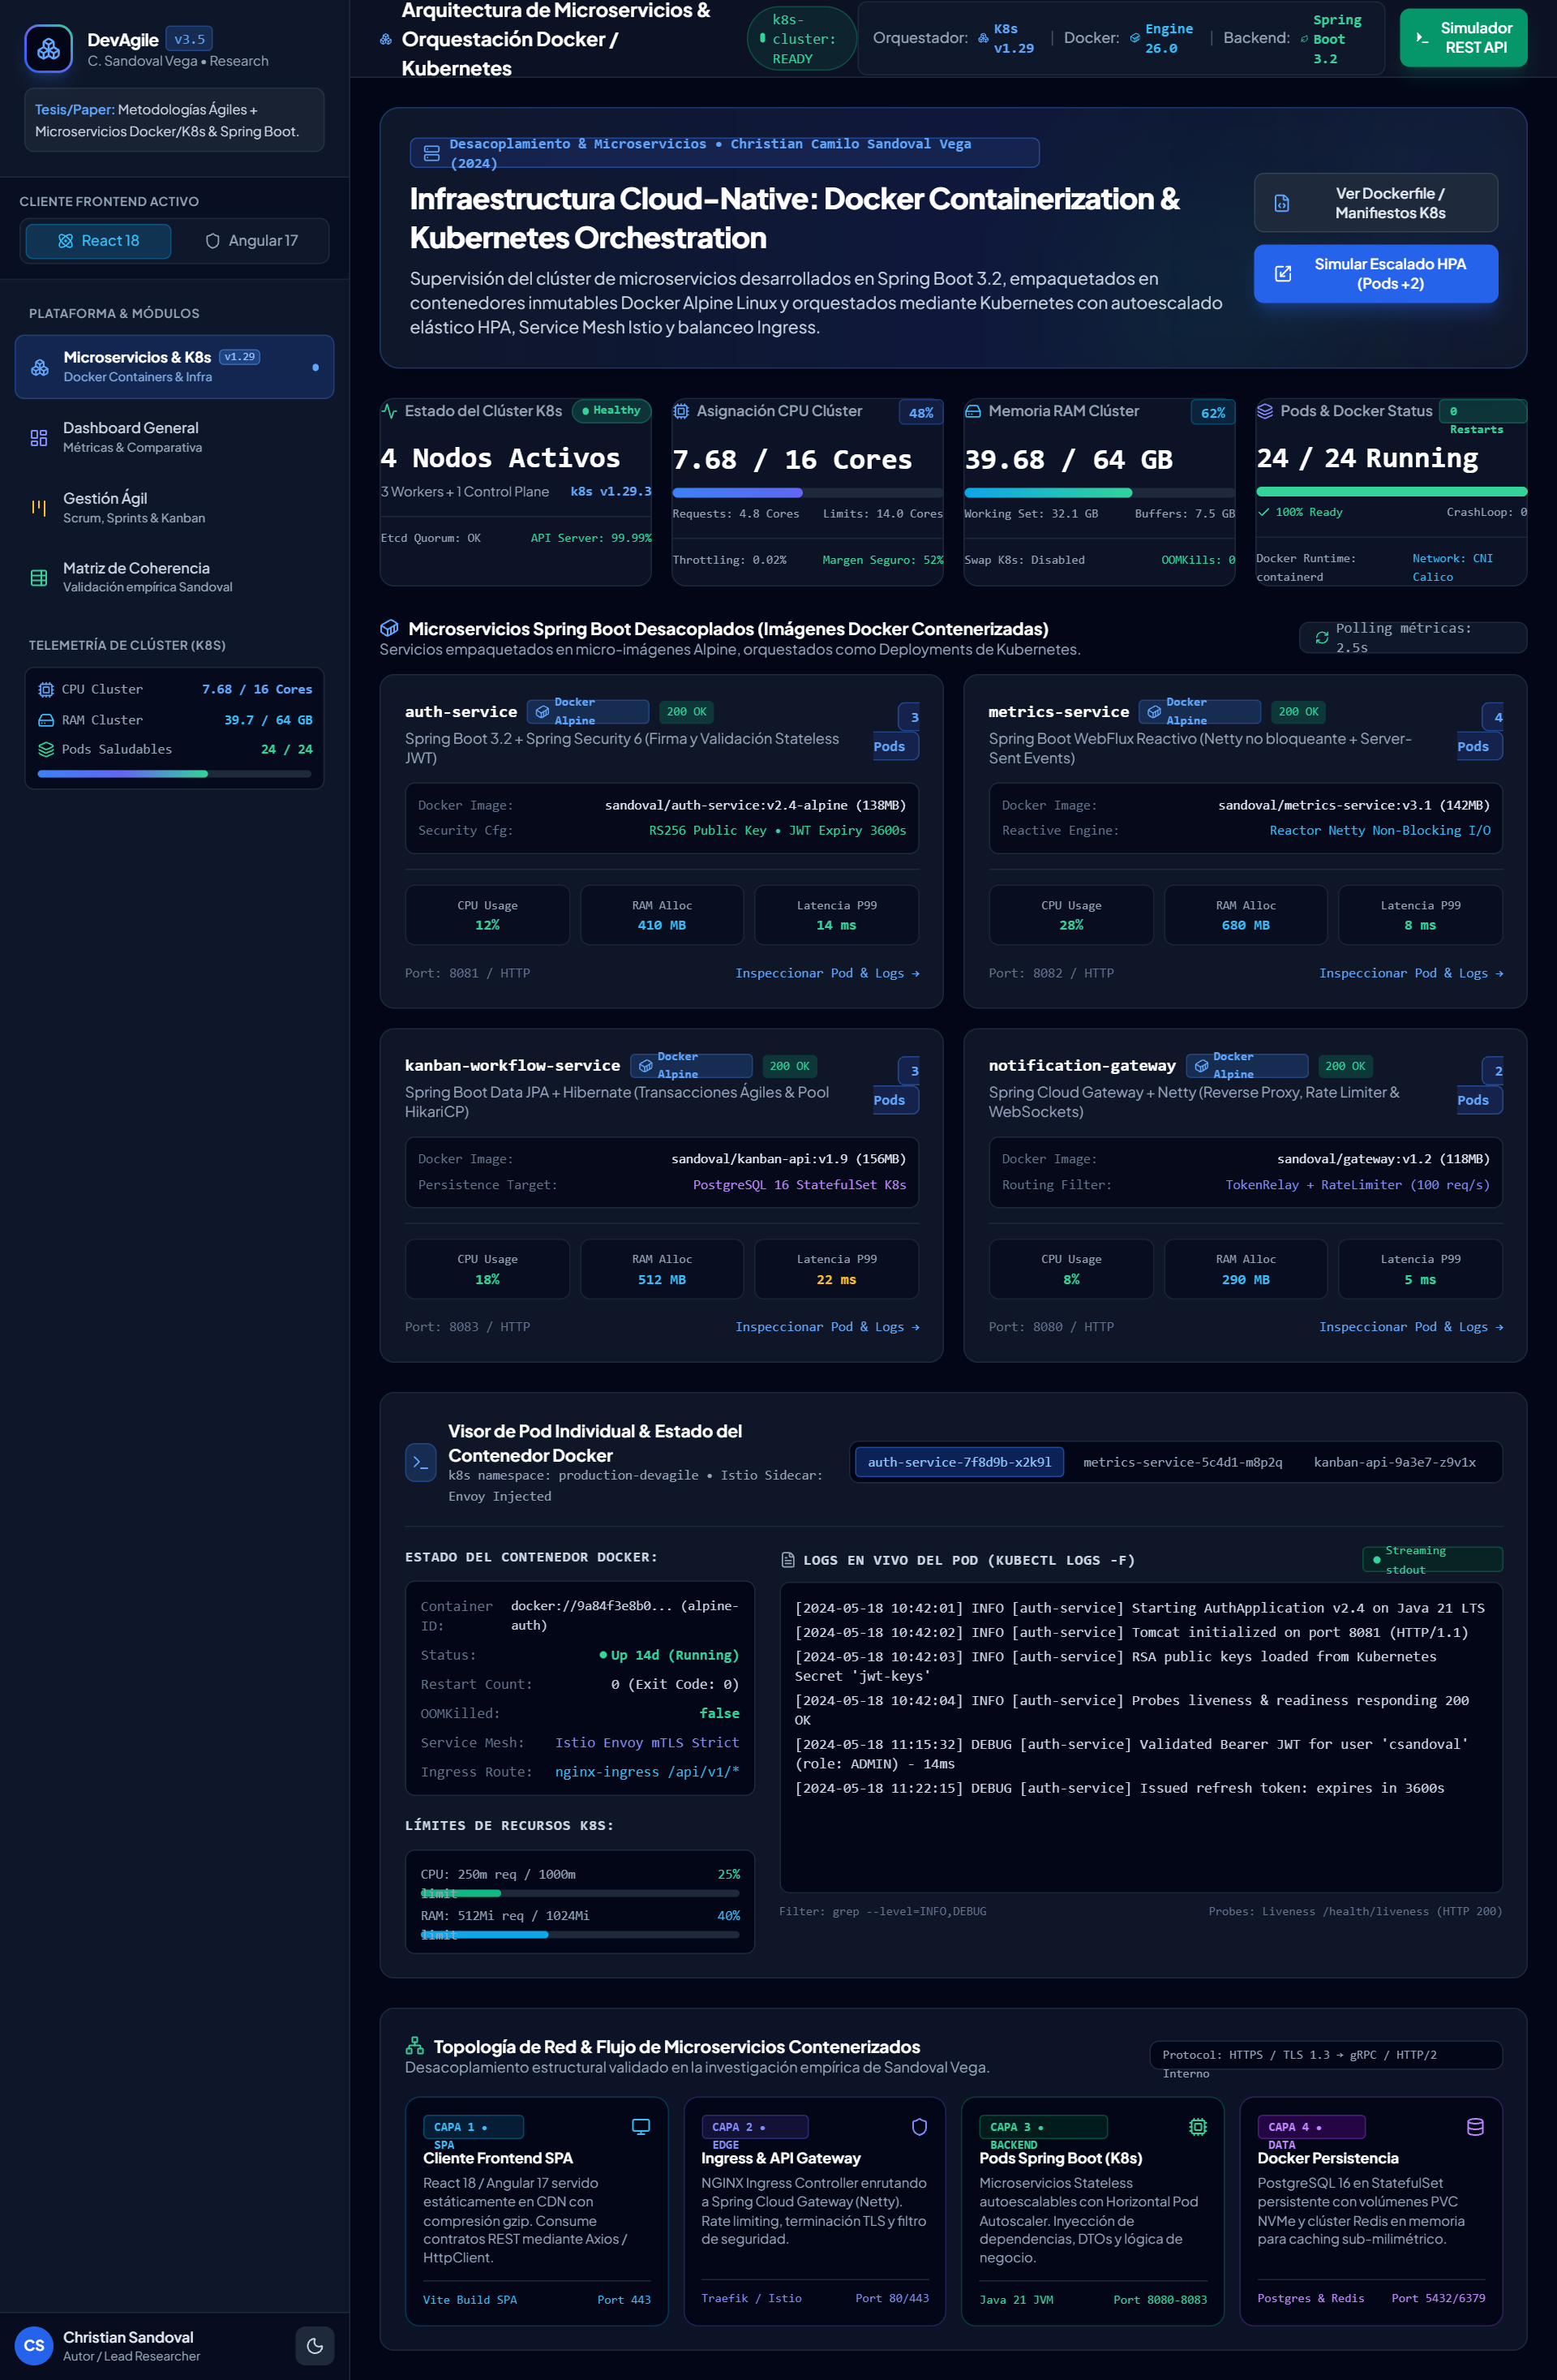 DevAgile v3.5
C. Sandoval Vega • Research
Tesis/Paper: Metodologías Ágiles +
Microservicios Docker/K8s & Spring Boot.
CLIENTE FRONTEND ACTIVO
React 18
Angular 17
PLATAFORMA & MÓDULOS
Microservicios & K8s v1.29
Docker Containers & Infra
Dashboard General
Métricas & Comparativa
Gestión Ágil
Scrum, Sprints & Kanban
Matriz de Coherencia
Validación empírica Sandoval
TELEMETRÍA DE CLÚSTER (K8S)
CPU Cluster 7.68 / 16 Cores
RAM Cluster 39.7 / 64 GB
Pods Saludables 24 / 24
CS
Christian Sandoval
Autor / Lead Researcher
Arquitectura de Microservicios &
Orquestación Docker /
Kubernetes
k8s-
cluster:
READY
Orquestador: K8s
v1.29
Docker: Engine
26.0
Backend: Spring
Boot
3.2
Simulador
REST API
Desacoplamiento & Microservicios • Christian Camilo Sandoval Vega
(2024)
Infraestructura Cloud-Native: Docker Containerization &
Kubernetes Orchestration
Supervisión del clúster de microservicios desarrollados en Spring Boot 3.2, empaquetados en
contenedores inmutables Docker Alpine Linux y orquestados mediante Kubernetes con autoescalado
elástico HPA, Service Mesh Istio y balanceo Ingress.
Ver Dockerfile /
Manifiestos K8s
Simular Escalado HPA
(Pods +2)
Estado del Clúster K8s Healthy
4 Nodos Activos
3 Workers + 1 Control Plane k8s v1.29.3
Etcd Quorum: OK API Server: 99.99%
Asignación CPU Clúster 48%
7.68 / 16 Cores
Requests: 4.8 Cores Limits: 14.0 Cores
Throttling: 0.02% Margen Seguro: 52%
Memoria RAM Clúster 62%
39.68 / 64 GB
Working Set: 32.1 GB Buffers: 7.5 GB
Swap K8s: Disabled OOMKills: 0
Pods & Docker Status 0
Restarts
24 / 24 Running
100% Ready CrashLoop: 0
Docker Runtime:
containerd
Network: CNI
Calico
Microservicios Spring Boot Desacoplados (Imágenes Docker Contenerizadas)
Servicios empaquetados en micro-imágenes Alpine, orquestados como Deployments de Kubernetes.
Polling métricas:
2.5s
auth-service Docker
Alpine
200 OK
3
Pods
Spring Boot 3.2 + Spring Security 6 (Firma y Validación Stateless
JWT)
Docker Image: sandoval/auth-service:v2.4-alpine (138MB)
Security Cfg: RS256 Public Key • JWT Expiry 3600s
CPU Usage
12%
RAM Alloc
410 MB
Latencia P99
14 ms
Port: 8081 / HTTP Inspeccionar Pod & Logs →
metrics-service Docker
Alpine
200 OK
4
Pods
Spring Boot WebFlux Reactivo (Netty no bloqueante + Server-
Sent Events)
Docker Image: sandoval/metrics-service:v3.1 (142MB)
Reactive Engine: Reactor Netty Non-Blocking I/O
CPU Usage
28%
RAM Alloc
680 MB
Latencia P99
8 ms
Port: 8082 / HTTP Inspeccionar Pod & Logs →
kanban-workflow-service Docker
Alpine
200 OK
3
Pods
Spring Boot Data JPA + Hibernate (Transacciones Ágiles & Pool
HikariCP)
Docker Image: sandoval/kanban-api:v1.9 (156MB)
Persistence Target: PostgreSQL 16 StatefulSet K8s
CPU Usage
18%
RAM Alloc
512 MB
Latencia P99
22 ms
Port: 8083 / HTTP Inspeccionar Pod & Logs →
notification-gateway Docker
Alpine
200 OK
2
Pods
Spring Cloud Gateway + Netty (Reverse Proxy, Rate Limiter &
WebSockets)
Docker Image: sandoval/gateway:v1.2 (118MB)
Routing Filter: TokenRelay + RateLimiter (100 req/s)
CPU Usage
8%
RAM Alloc
290 MB
Latencia P99
5 ms
Port: 8080 / HTTP Inspeccionar Pod & Logs →
Visor de Pod Individual & Estado del
Contenedor Docker
k8s namespace: production-devagile • Istio Sidecar:
Envoy Injected
auth-service-7f8d9b-x2k9l metrics-service-5c4d1-m8p2q kanban-api-9a3e7-z9v1x
ESTADO DEL CONTENEDOR DOCKER:
Container
ID:
docker://9a84f3e8b0... (alpine-
auth)
Status: Up 14d (Running)
Restart Count: 0 (Exit Code: 0)
OOMKilled: false
Service Mesh: Istio Envoy mTLS Strict
Ingress Route: nginx-ingress /api/v1/*
LÍMITES DE RECURSOS K8S:
CPU: 250m req / 1000m
limit
25%
RAM: 512Mi req / 1024Mi
limit
40%
LOGS EN VIVO DEL POD (KUBECTL LOGS -F)
Streaming
stdout
[2024-05-18 10:42:01] INFO [auth-service] Starting AuthApplication v2.4 on Java 21 LTS
[2024-05-18 10:42:02] INFO [auth-service] Tomcat initialized on port 8081 (HTTP/1.1)
[2024-05-18 10:42:03] INFO [auth-service] RSA public keys loaded from Kubernetes
Secret 'jwt-keys'
[2024-05-18 10:42:04] INFO [auth-service] Probes liveness & readiness responding 200
OK
[2024-05-18 11:15:32] DEBUG [auth-service] Validated Bearer JWT for user 'csandoval'
(role: ADMIN) - 14ms
[2024-05-18 11:22:15] DEBUG [auth-service] Issued refresh token: expires in 3600s
Filter: grep --level=INFO,DEBUG Probes: Liveness /health/liveness (HTTP 200)
Topología de Red & Flujo de Microservicios Contenerizados
Desacoplamiento estructural validado en la investigación empírica de Sandoval Vega.
Protocol: HTTPS / TLS 1.3 → gRPC / HTTP/2
Interno
CAPA 1 •
SPA
Cliente Frontend SPA
React 18 / Angular 17 servido
estáticamente en CDN con
compresión gzip. Consume
contratos REST mediante Axios /
HttpClient.
Vite Build SPA Port 443
CAPA 2 •
EDGE
Ingress & API Gateway
NGINX Ingress Controller enrutando
a Spring Cloud Gateway (Netty).
Rate limiting, terminación TLS y filtro
de seguridad.
Traefik / Istio Port 80/443
CAPA 3 •
BACKEND
Pods Spring Boot (K8s)
Microservicios Stateless
autoescalables con Horizontal Pod
Autoscaler. Inyección de
dependencias, DTOs y lógica de
negocio.
Java 21 JVM Port 8080-8083
CAPA 4 •
DATA
Docker Persistencia
PostgreSQL 16 en StatefulSet
persistente con volúmenes PVC
NVMe y clúster Redis en memoria
para caching sub-milimétrico.
Postgres & Redis Port 5432/6379